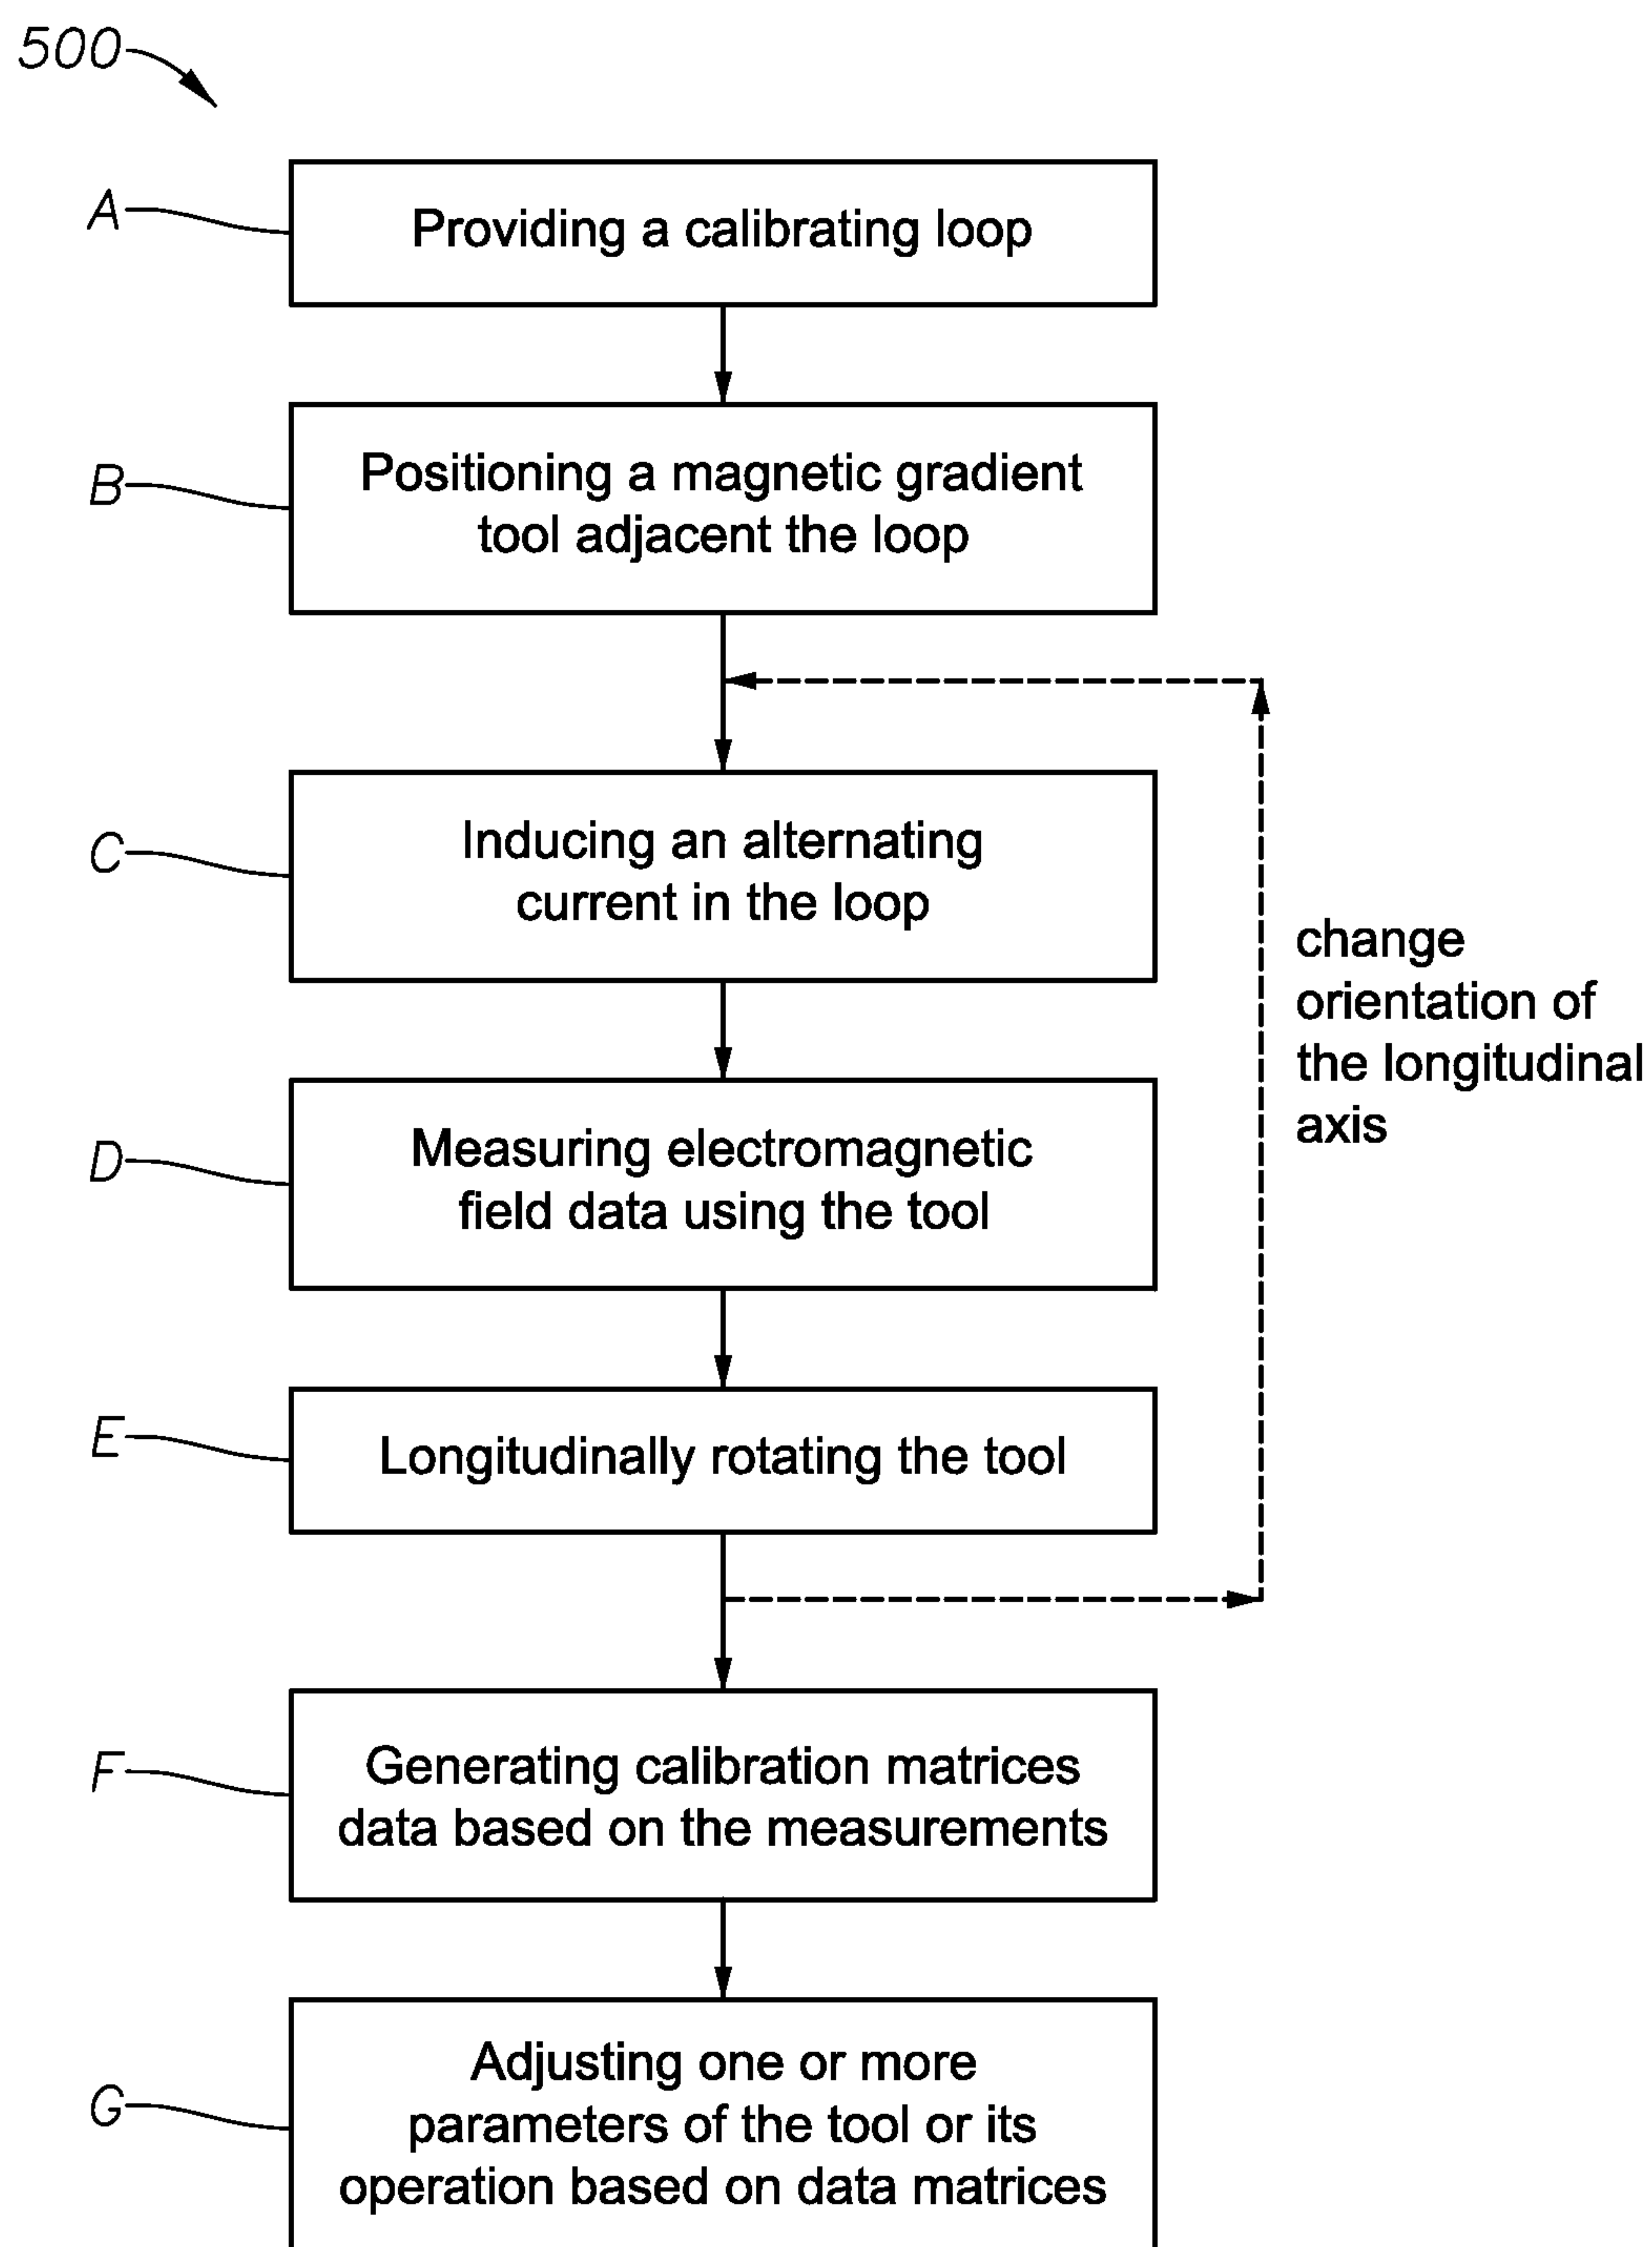 500
A
Providing a calibrating loop
B
Positioning a magnetic gradient
tool adjacent the loop
C
Inducing an alternating
current in the loop
change
orientation of
the longitudinal
axis
D
Measuring electromagnetic
field data using the tool
E
Longitudinally rotating the tool
F
Generating calibration matrices
data based on the measurements
G
Adjusting one or more
parameters of the tool or its
operation based on data matrices